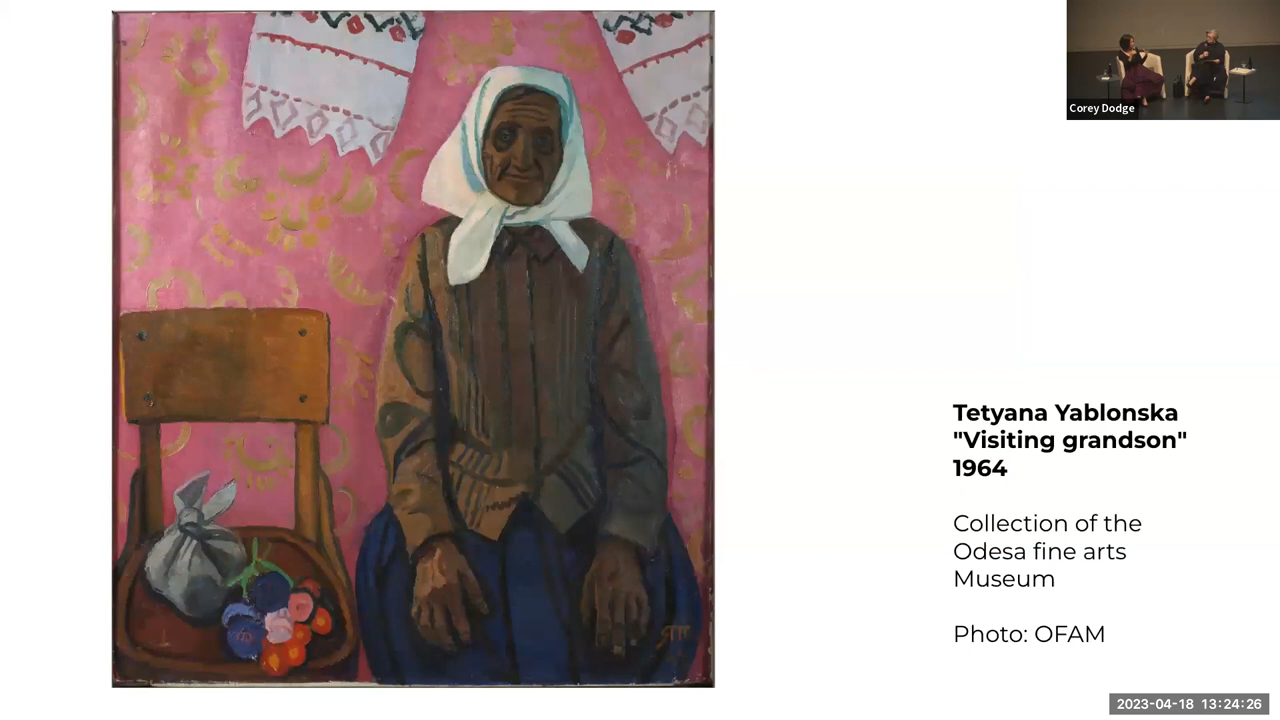 Corey Dodge
Tetyana Yablonska
"Visiting grandson"
1964
Collection of the
Odesa fine arts
Museum
Photo: OFAM
2023-04-18 13:24:26